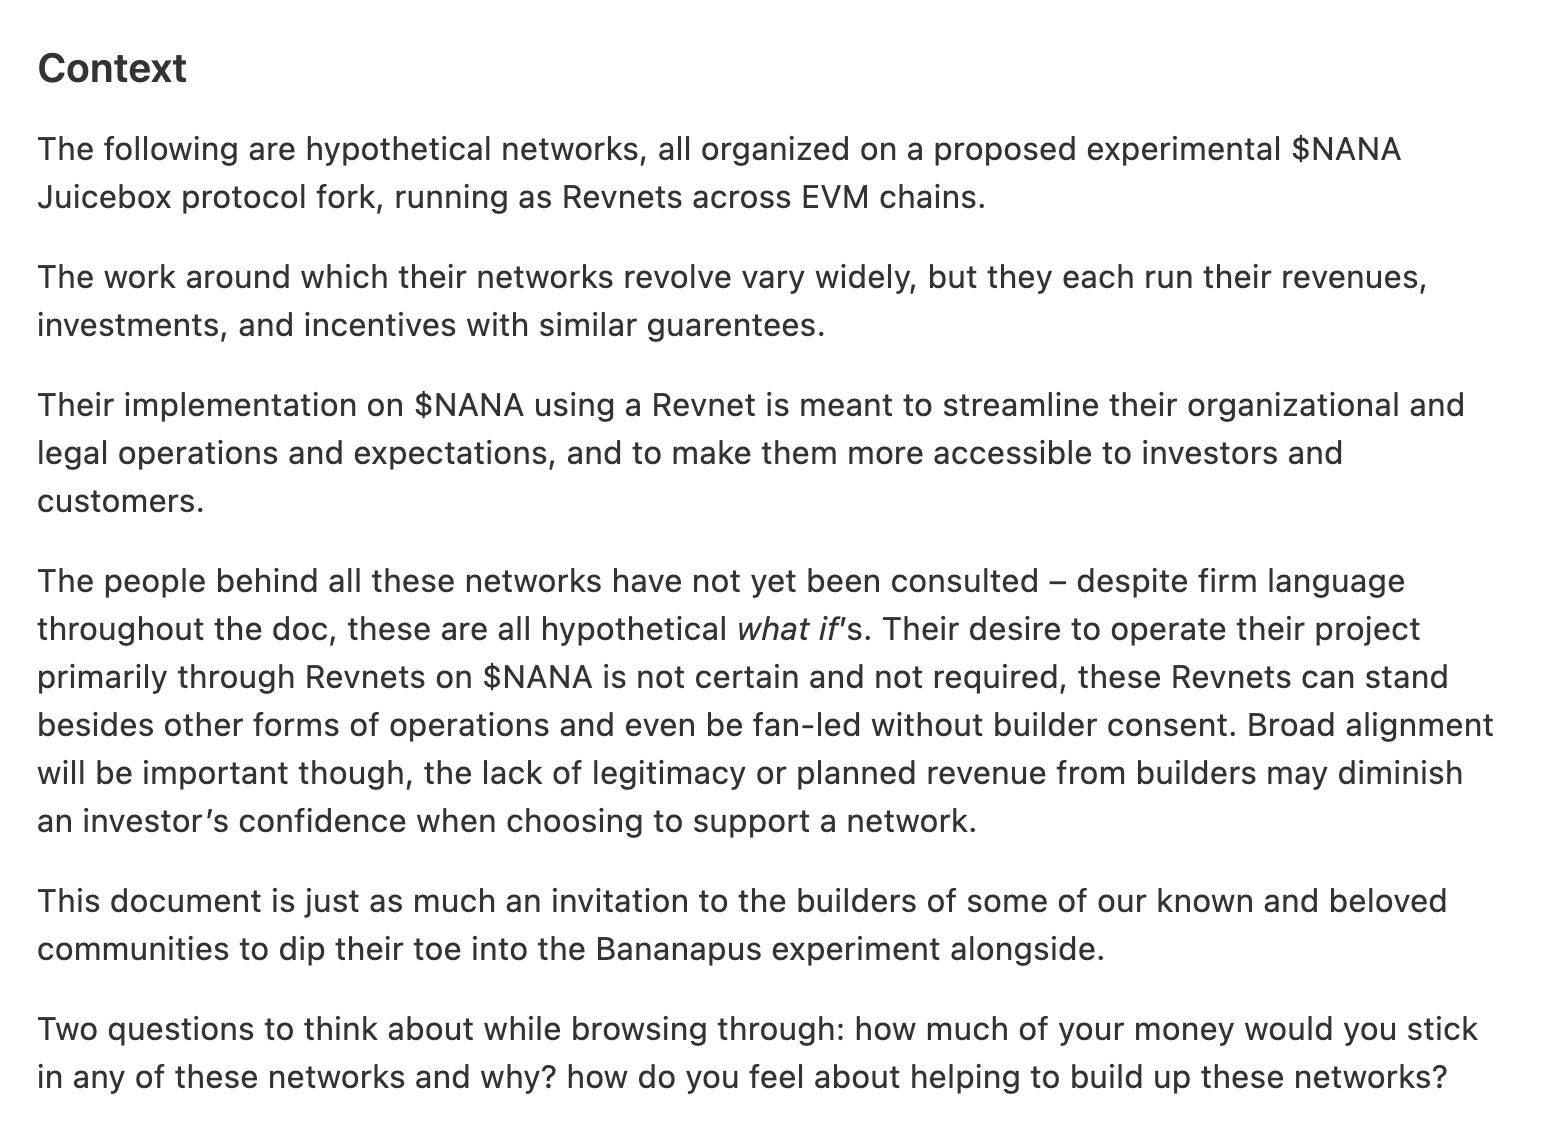 Context
The following are hypothetical networks, all organized on a proposed experimental $NANA
Juicebox protocol fork, running as Revnets across EVM chains.
The work around which their networks revolve vary widely, but they each run their revenues,
investments, and incentives with similar guarentees.
Their implementation on $NANA using a Revnet is meant to streamline their organizational and
legal operations and expectations, and to make them more accessible to investors and
customers.
The people behind all these networks have not yet been consulted – despite firm language
throughout the doc, these are all hypothetical what if's. Their desire to operate their project
primarily through Revnets on $NANA is not certain and not required, these Revnets can stand
besides other forms of operations and even be fan-led without builder consent. Broad alignment
will be important though, the lack of legitimacy or planned revenue from builders may diminish
an investor’s confidence when choosing to support a network.
This document is just as much an invitation to the builders of some of our known and beloved
communities to dip their toe into the Bananapus experiment alongside.
Two questions to think about while browsing through: how much of your money would you stick
in any of these networks and why? how do you feel about helping to build up these networks?